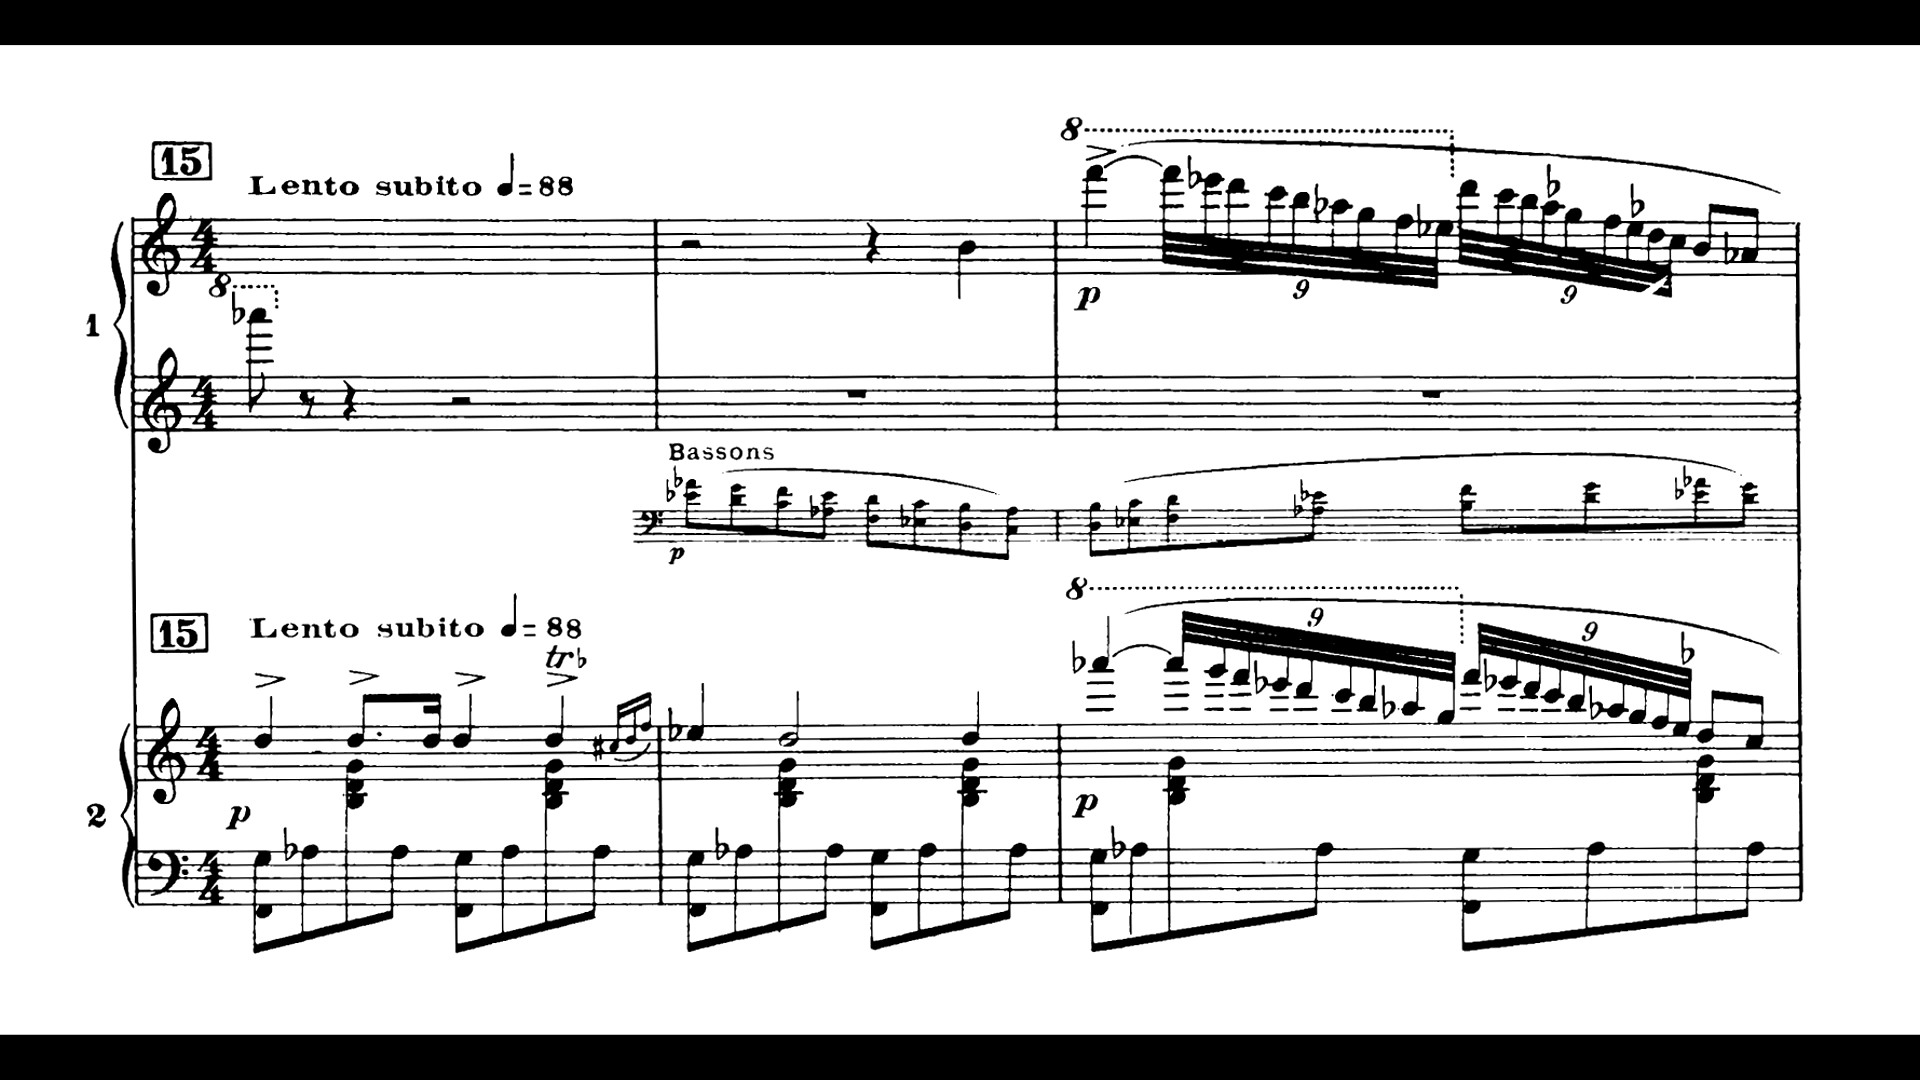 15
Lento subito ♩=88
8
8
1
p
9
9
Bassons
p
15
Lento subito ♩= 88
tr♭
8
9
9
2
p
p